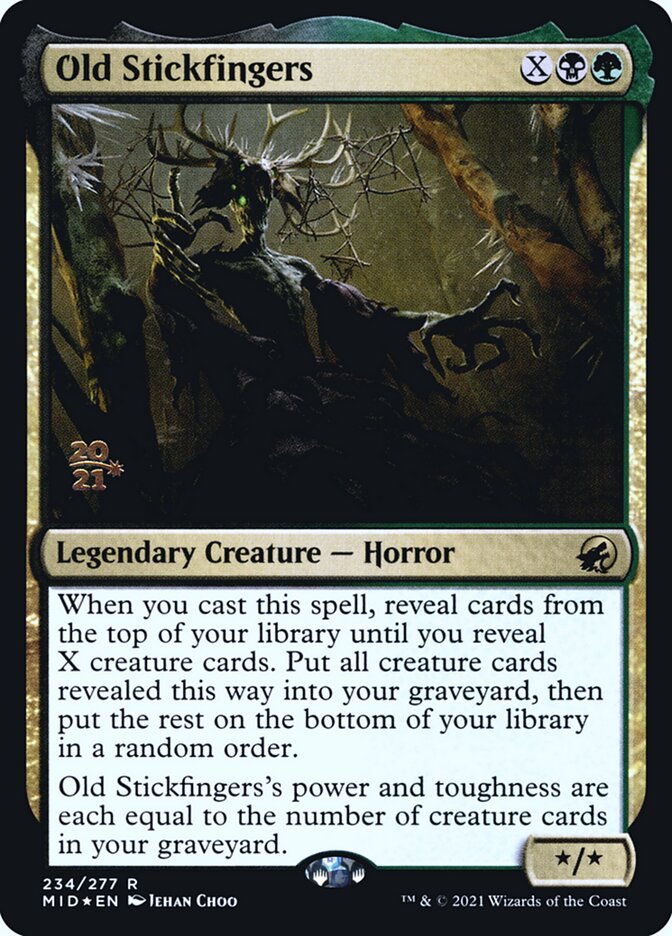 Old Stickfingers
X
20
21
Legendary Creature — Horror
When you cast this spell, reveal cards from
the top of your library until you reveal
X creature cards. Put all creature cards
revealed this way into your graveyard, then
put the rest on the bottom of your library
in a random order.
Old Stickfingers's power and toughness are
each equal to the number of creature cards
in your graveyard.
★/★
234/277 R
MID★EN Jehan Choo
™ & © 2021 Wizards of the Coast